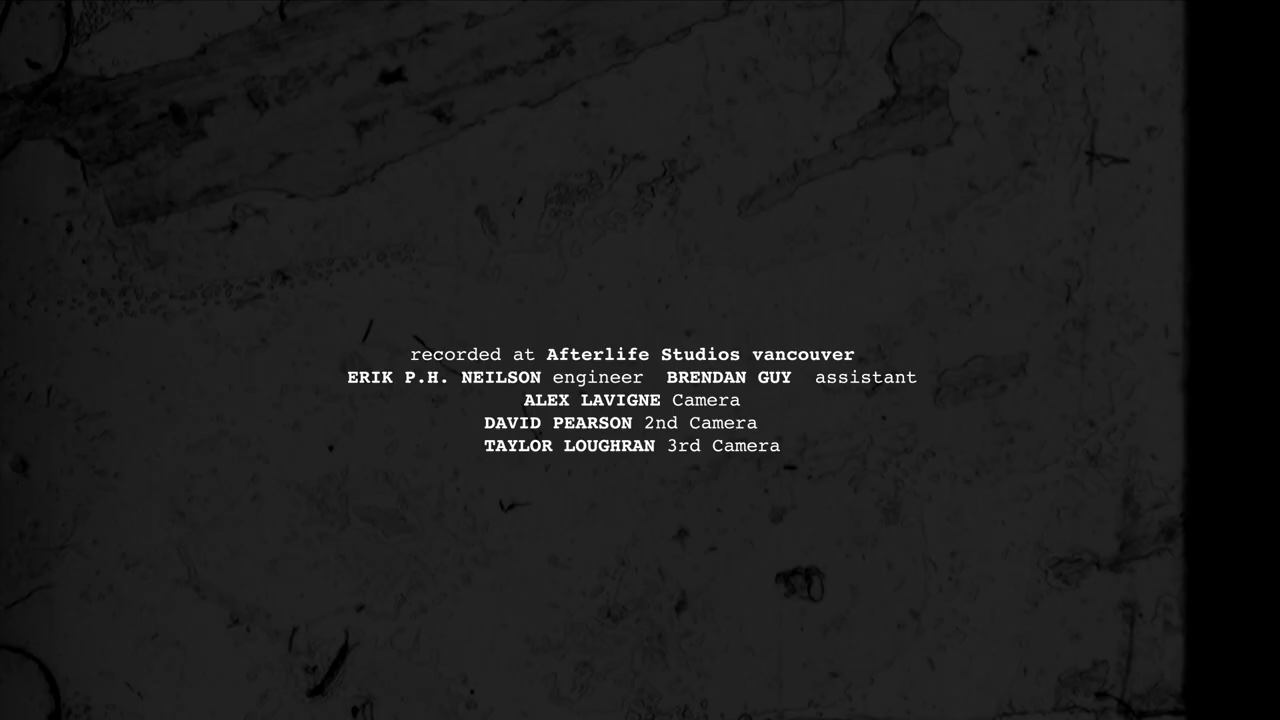 recorded at Afterlife Studios vancouver
ERIK P.H. NEILSON engineer BRENDAN GUY assistant
ALEX LAVIGNE Camera
DAVID PEARSON 2nd Camera
TAYLOR LOUGHRAN 3rd Camera